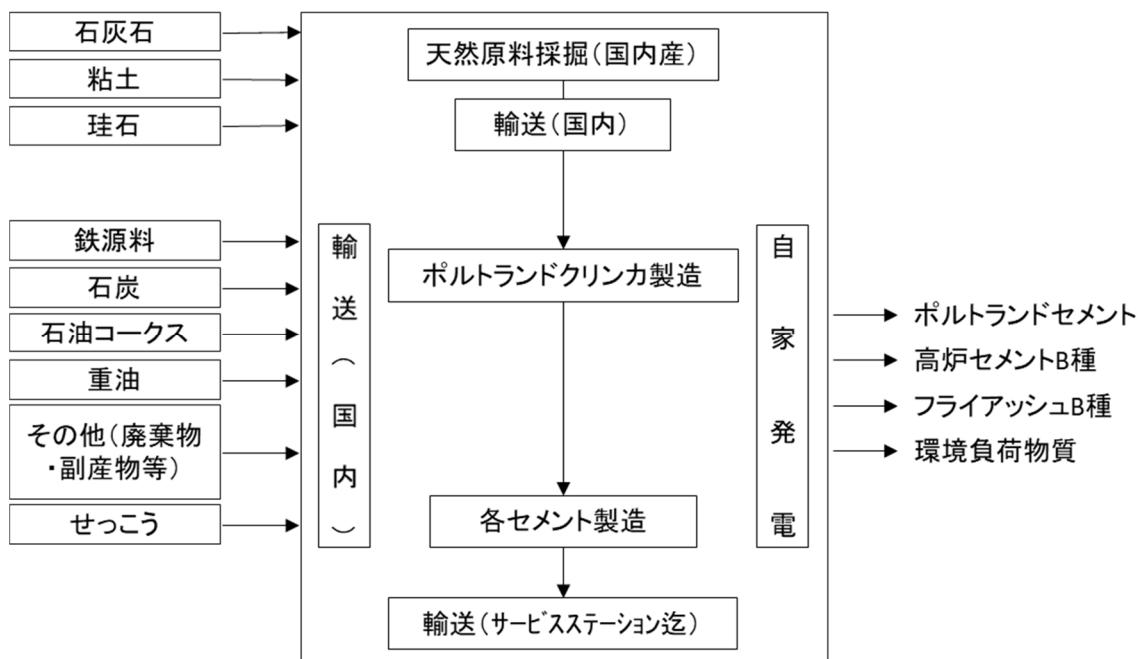 石灰石
粘土
珪石
鉄源料
石炭
石油コークス
重油
その他(廃棄物
・副産物等)
せっこう
天然原料採掘(国内産)
輸送(国内)
輸送(国内)
ポルトランドクリンカ製造
各セメント製造
輸送(サービスステーション迄)
自家発電
ポルトランドセメント
高炉セメントB種
フライアッシュB種
環境負荷物質